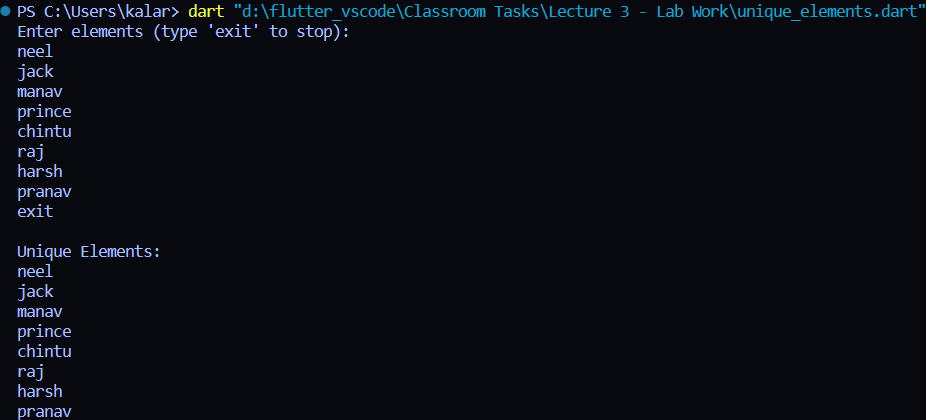 PS C:\Users\kalar> dart "d:\flutter_vscode\Classroom Tasks\Lecture 3 - Lab Work\unique_elements.dart"
Enter elements (type 'exit' to stop):
neel
jack
manav
prince
chintu
raj
harsh
pranav
exit
Unique Elements:
neel
jack
manav
prince
chintu
raj
harsh
pranav